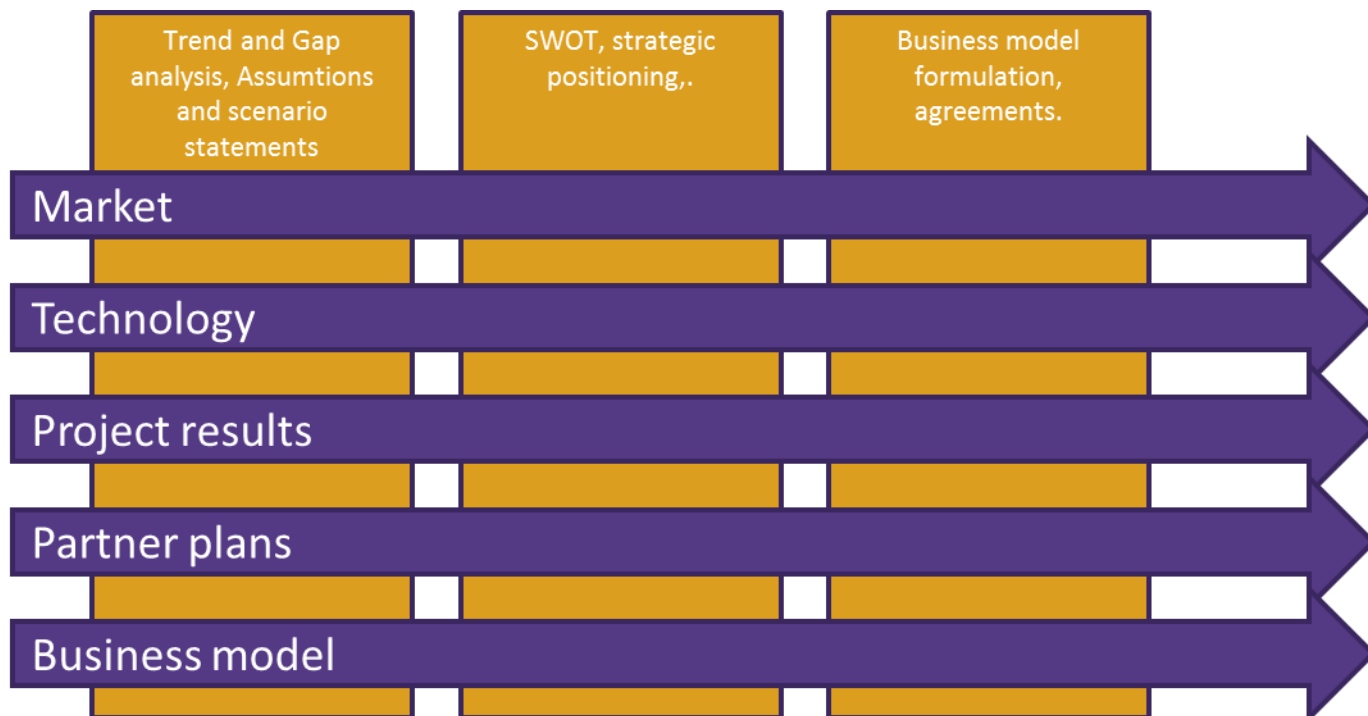 Trend and Gap
analysis, Assumtions
and scenario
statements
SWOT, strategic
positioning,.
Business model
formulation,
agreements.
Market
Technology
Project results
Partner plans
Business model